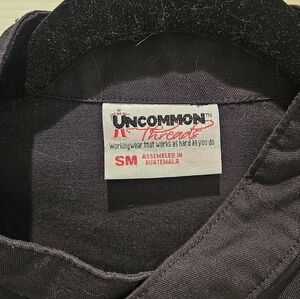 UNCOMMON™
Threads
Workingwear that works as hard as you do
SM ASSEMBLED IN
GUATEMALA